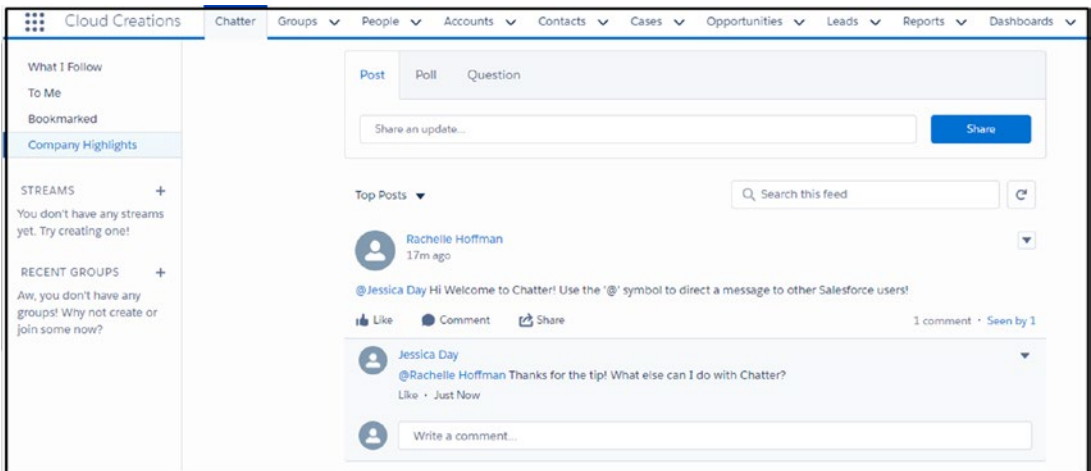 Cloud Creations Chatter Groups People Accounts Contacts Cases Opportunities Leads Reports Dashboards
What I Follow
To Me
Bookmarked
Company Highlights
STREAMS +
You don't have any streams
yet. Try creating one!
RECENT GROUPS +
Aw, you don't have any
groups! Why not create or
join some now?
Post Poll Question
Share an update... Share
Top Posts Search this feed
Rachelle Hoffman
17m ago
@Jessica Day Hi Welcome to Chatter! Use the '@' symbol to direct a message to other Salesforce users!
Like Comment Share 1 comment · Seen by 1
Jessica Day
@Rachelle Hoffman Thanks for the tip! What else can I do with Chatter?
Like · Just Now
Write a comment...